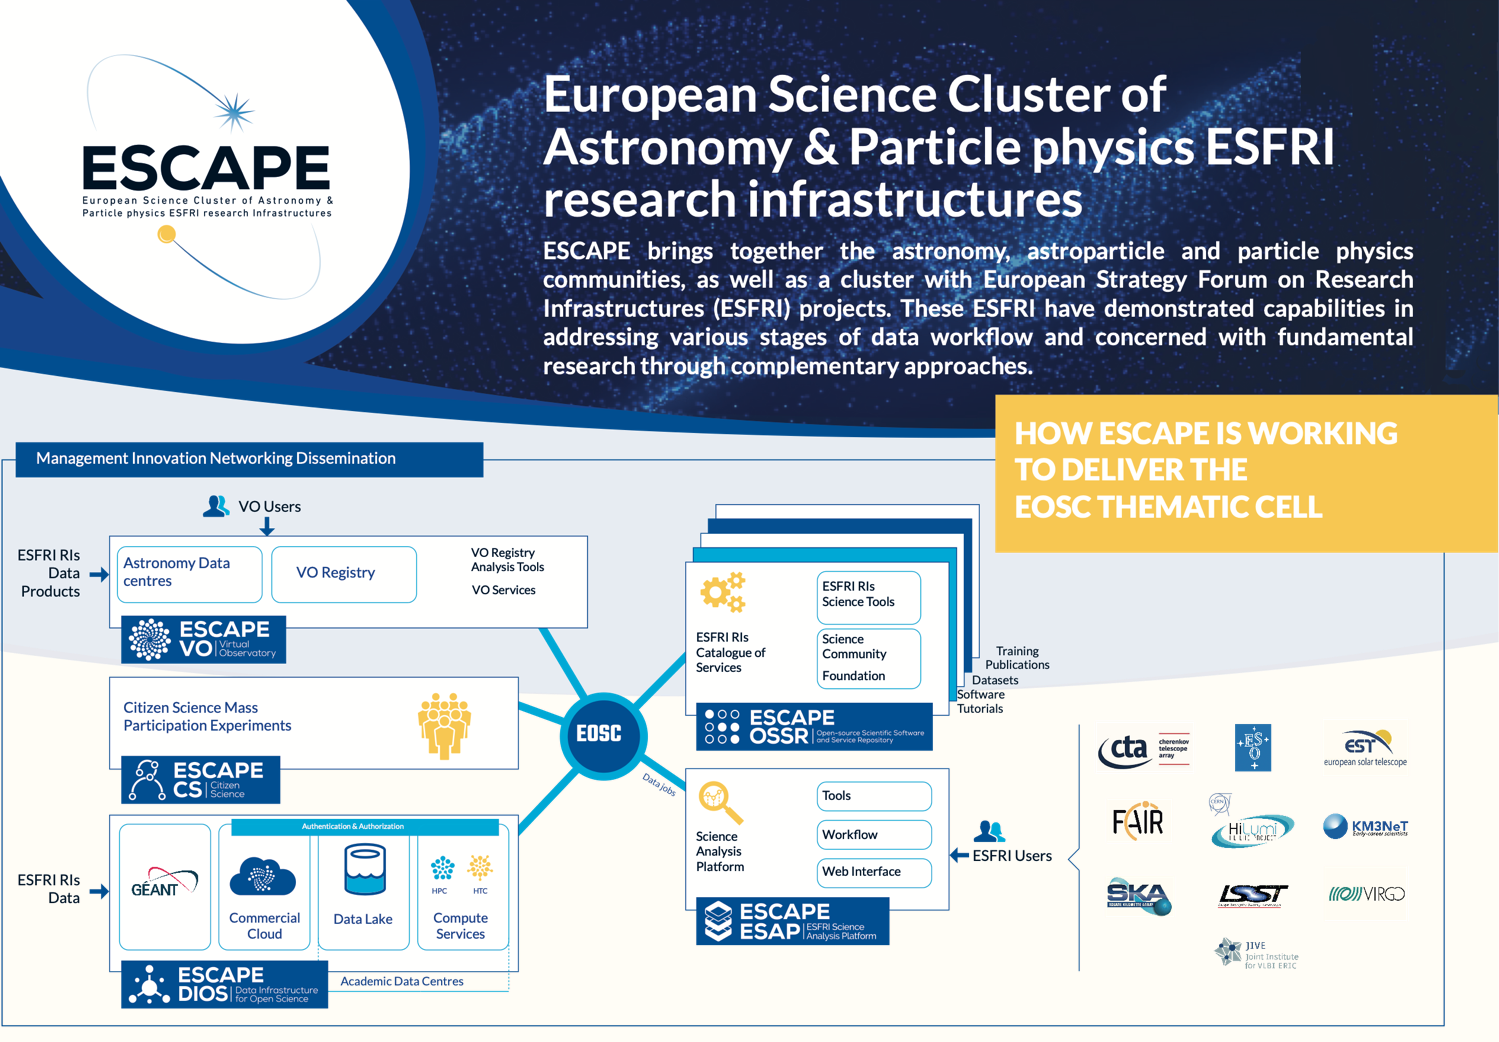 ESCAPE
European Science Cluster of Astronomy &
Particle physics ESFRI research Infrastructures
European Science Cluster of
Astronomy & Particle physics ESFRI
research infrastructures
ESCAPE brings together the astronomy, astroparticle and particle physics
communities, as well as a cluster with European Strategy Forum on Research
Infrastructures (ESFRI) projects. These ESFRI have demonstrated capabilities in
addressing various stages of data workflow and concerned with fundamental
research through complementary approaches.
HOW ESCAPE IS WORKING
TO DELIVER THE
EOSC THEMATIC CELL
Management Innovation Networking Dissemination
VO Users
ESFRI RIs
Data
Products
Astronomy Data
centres
VO Registry
VO Registry
Analysis Tools
VO Services
ESCAPE
VO
Virtual
Observatory
Citizen Science Mass
Participation Experiments
ESCAPE
CS
Citizen
Science
ESFRI RIs
Data
Authentication & Authorization
GÉANT
Commercial
Cloud
Data Lake
HPC
HTC
Compute
Services
Academic Data Centres
ESCAPE
DIOS
Data Infrastructure
for Open Science
EOSC
Data jobs
ESFRI RIs
Catalogue of
Services
ESFRI RIs
Science Tools
Science
Community
Foundation
Training
Publications
Datasets
Software
Tutorials
ESCAPE
OSSR
Open-source Scientific Software
and Service Repository
Science
Analysis
Platform
Tools
Workflow
Web Interface
ESCAPE
ESAP
ESFRI Science
Analysis Platform
ESFRI Users
cta
cherenkov
telescope
array
ESO
EST
european solar telescope
FAIR
CERN
HiLumi
KM3NeT
Early-career scientists
SKA
LSST
VIRGO
JIVE
Joint Institute
for VLBI ERIC